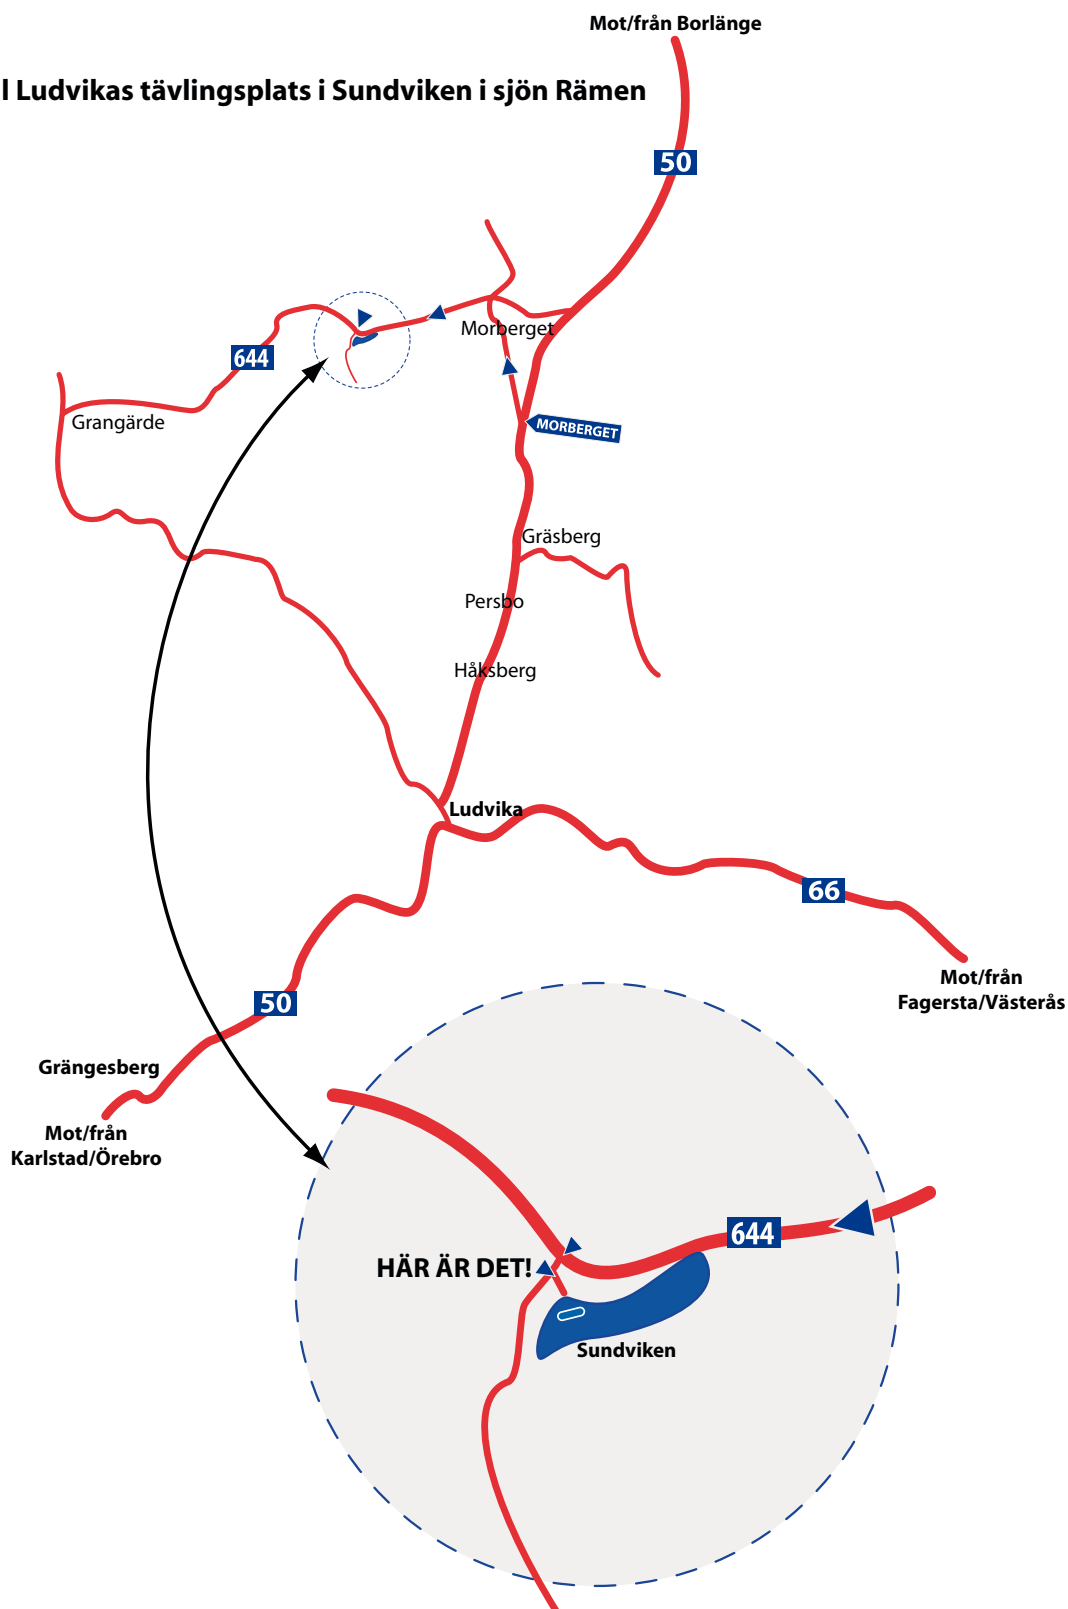 Mot/från Borlänge
l Ludvikas tävlingsplats i Sundviken i sjön Rämen
50
Morberget
644
Grangärde
MORBERGET
Gräsberg
Persbo
Håksberg
Ludvika
66
Mot/från
Fagersta/Västerås
50
Grängesberg
Mot/från
Karlstad/Örebro
644
HÄR ÄR DET!
Sundviken